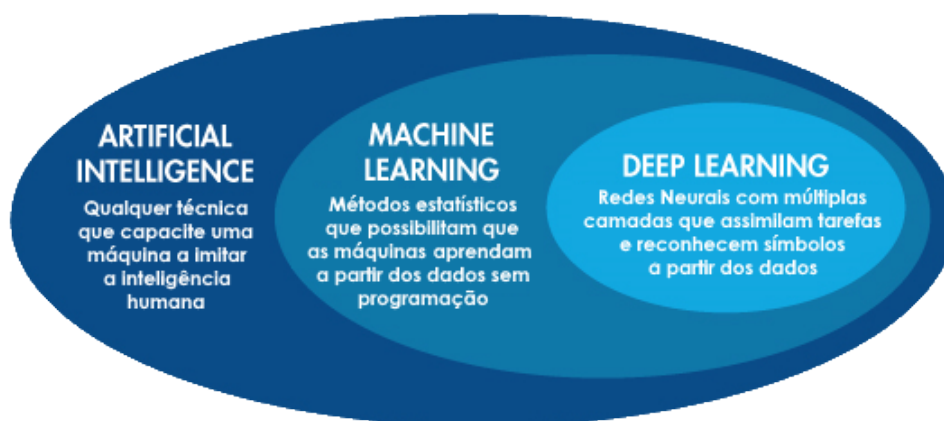 ARTIFICIAL
INTELLIGENCE
Qualquer técnica
que capacite uma
máquina a imitar
a inteligência
humana
MACHINE
LEARNING
Métodos estatísticos
que possibilitam que
as máquinas aprendam
a partir dos dados sem
programação
DEEP LEARNING
Redes Neurais com múltiplas
camadas que assimilam tarefas
e reconhecem símbolos
a partir dos dados